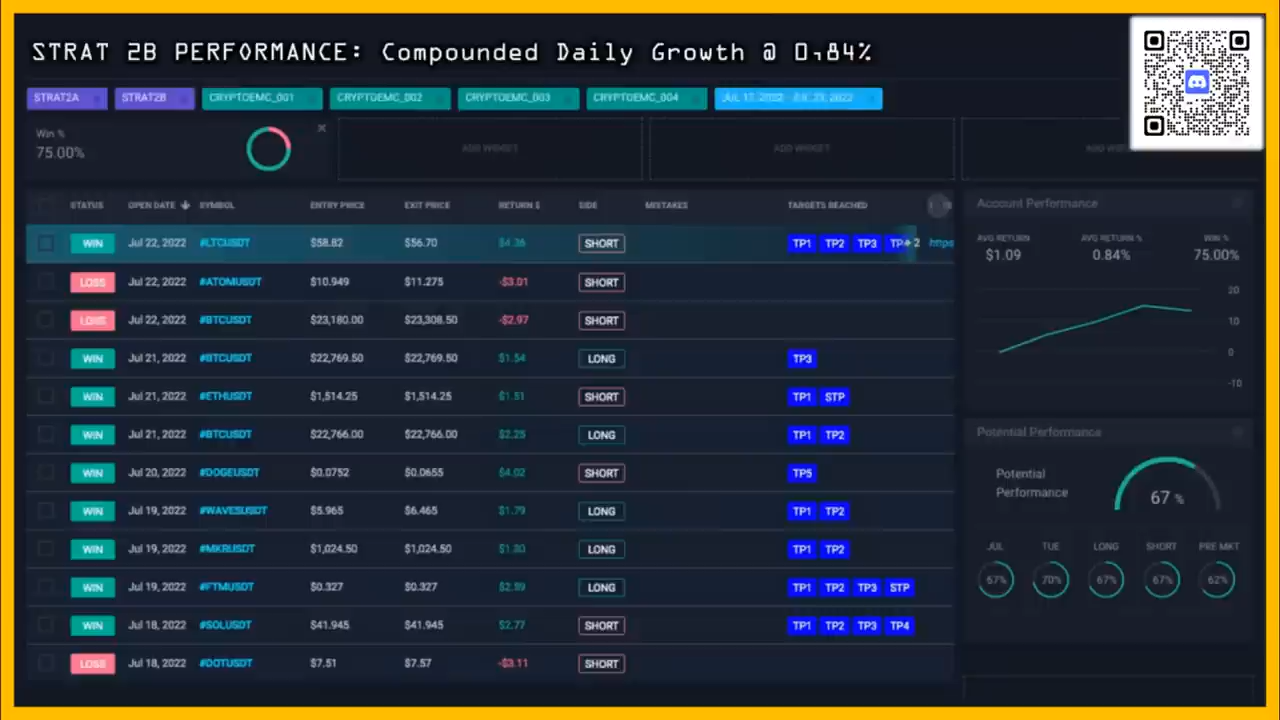 STRAT 2B PERFORMANCE: Compounded Daily Growth @ 0.84%
STRAT2A STRAT2B CRYPTOEMC_001 CRYPTOEMC_002 CRYPTOEMC_003 CRYPTOEMC_004
Win %
75.00%
ADD WIDGET ADD WIDGET
STATUS OPEN DATE SYMBOL ENTRY PRICE EXIT PRICE RETURN $ SIDE MISTAKES TARGETS REACHED
WIN Jul 22, 2022 #LTCUSDT $58.82 $56.70 $4.36 SHORT TP1 TP2 TP3 TP+ 2 https
LOSS Jul 22, 2022 #ATOMUSDT $10.949 $11.275 -$3.01 SHORT
LOSS Jul 22, 2022 #BTCUSDT $23,180.00 $23,308.50 -$2.97 SHORT
WIN Jul 21, 2022 #BTCUSDT $22,769.50 $22,769.50 $1.54 LONG TP3
WIN Jul 21, 2022 #ETHUSDT $1,514.25 $1,514.25 $1.51 SHORT TP1 STP
WIN Jul 21, 2022 #BTCUSDT $22,766.00 $22,766.00 $2.25 LONG TP1 TP2
WIN Jul 20, 2022 #DOGEUSDT $0.0752 $0.0655 $4.02 SHORT TP5
WIN Jul 19, 2022 #WAVESUSDT $5.965 $6.465 $1.79 LONG TP1 TP2
WIN Jul 19, 2022 #MKRUSDT $1,024.50 $1,024.50 $1.80 LONG TP1 TP2
WIN Jul 19, 2022 #FTMUSDT $0.327 $0.327 $2.89 LONG TP1 TP2 TP3 STP
WIN Jul 18, 2022 #SOLUSDT $41.945 $41.945 $2.77 SHORT TP1 TP2 TP3 TP4
LOSS Jul 18, 2022 #DOTUSDT $7.51 $7.57 -$3.11 SHORT
Account Performance
AVG RETURN AVG RETURN % WIN %
$1.09 0.84% 75.00%
20
10
0
-10
Potential Performance
Potential
Performance
67 %
JUL TUE LONG SHORT PRE MKT
67% 70% 67% 67% 62%